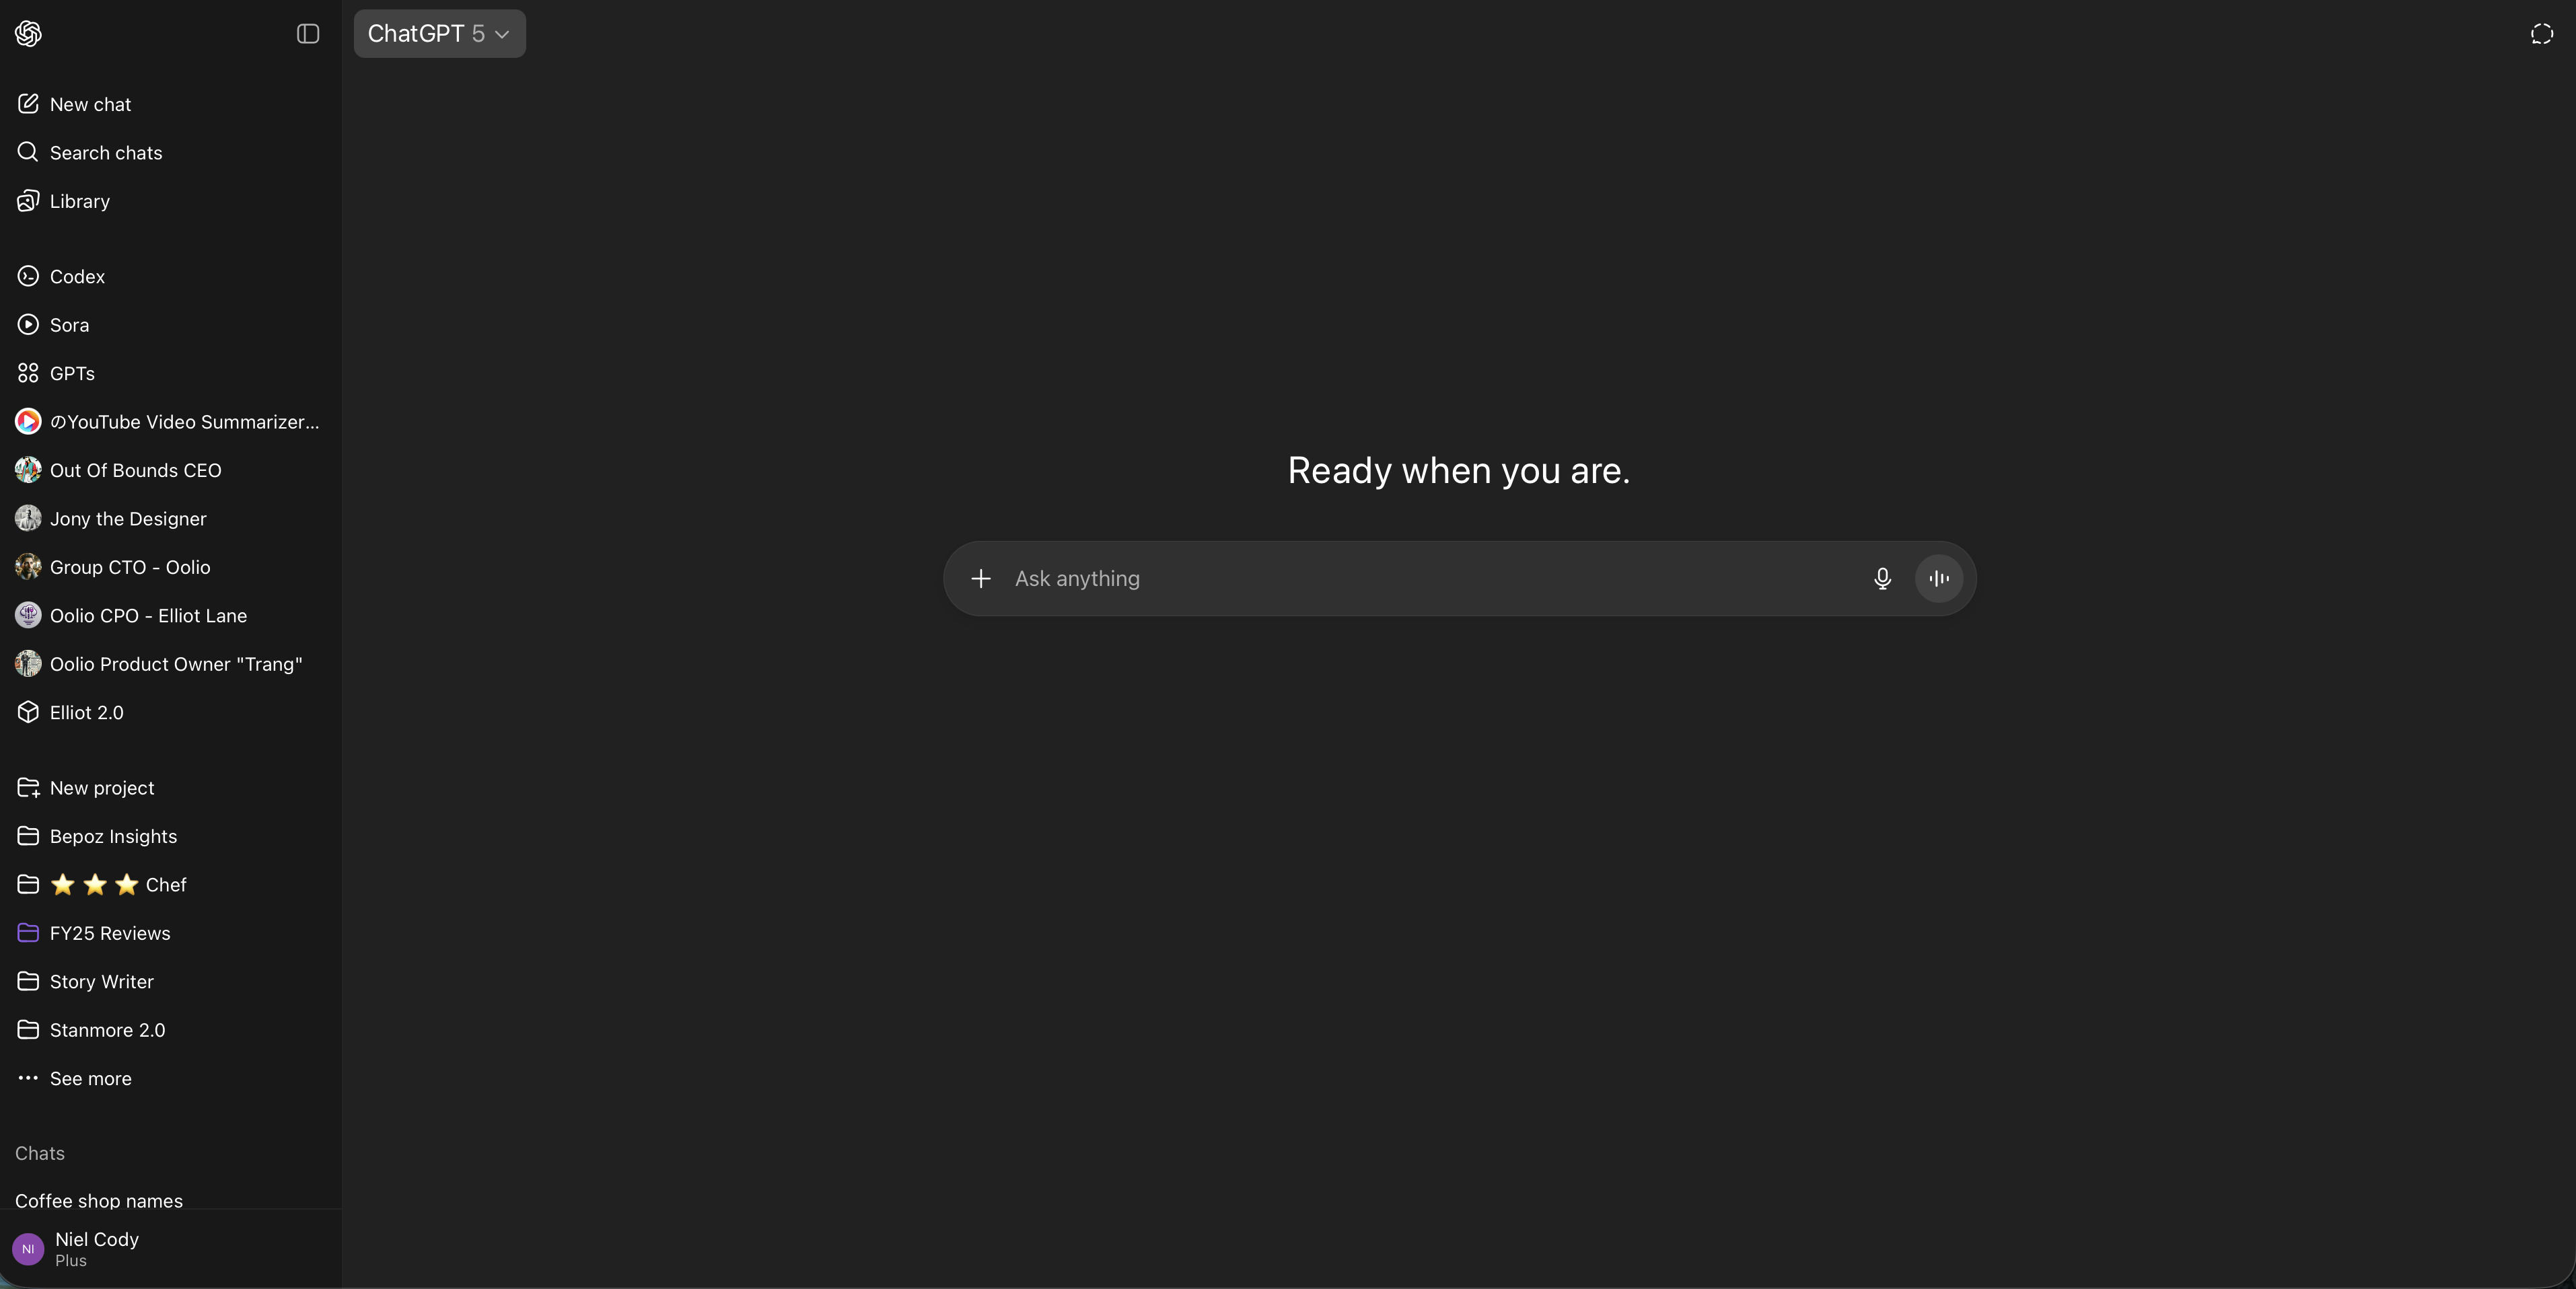 ChatGPT 5
New chat
Search chats
Library
Codex
Sora
GPTs
のYouTube Video Summarizer...
Out Of Bounds CEO
Jony the Designer
Group CTO - Oolio
Oolio CPO - Elliot Lane
Oolio Product Owner "Trang"
Elliot 2.0
New project
Bepoz Insights
⭐ ⭐ ⭐ Chef
FY25 Reviews
Story Writer
Stanmore 2.0
See more
Chats
Coffee shop names
NI
Niel Cody
Plus
Ready when you are.
Ask anything